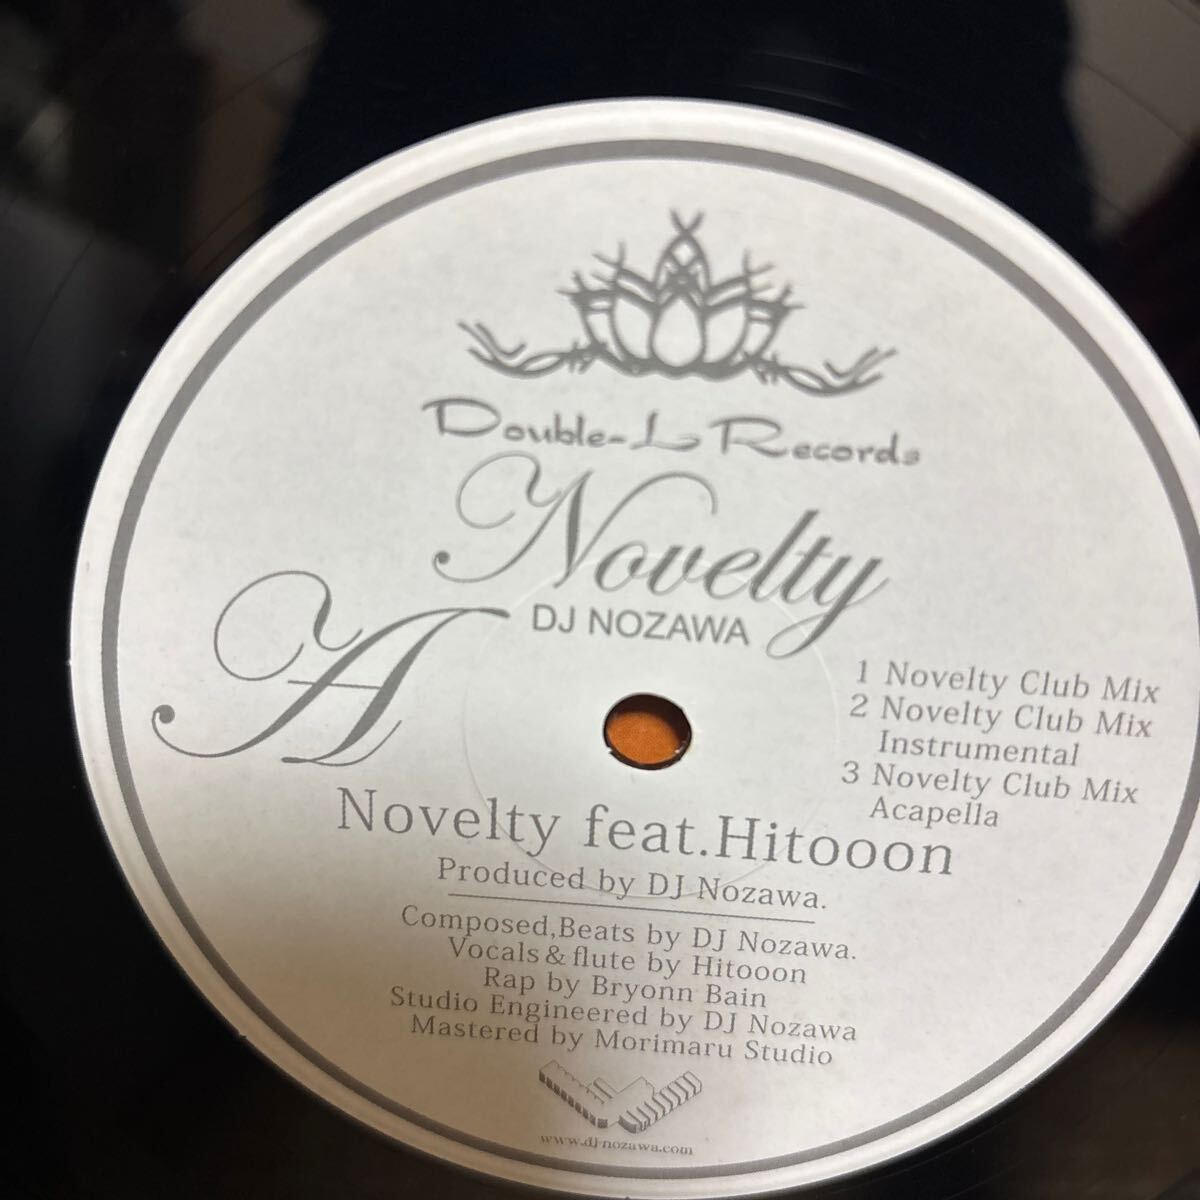 Double-L Records
Novelty
DJ NOZAWA
A
1 Novelty Club Mix
2 Novelty Club Mix
Instrumental
3 Novelty Club Mix
Acapella
Novelty feat.Hitooon
Produced by DJ Nozawa.
Composed,Beats by DJ Nozawa.
Vocals&flute by Hitooon
Rap by Bryonn Bain
Studio Engineered by DJ Nozawa
Mastered by Morimaru Studio
www.dj-nozawa.com